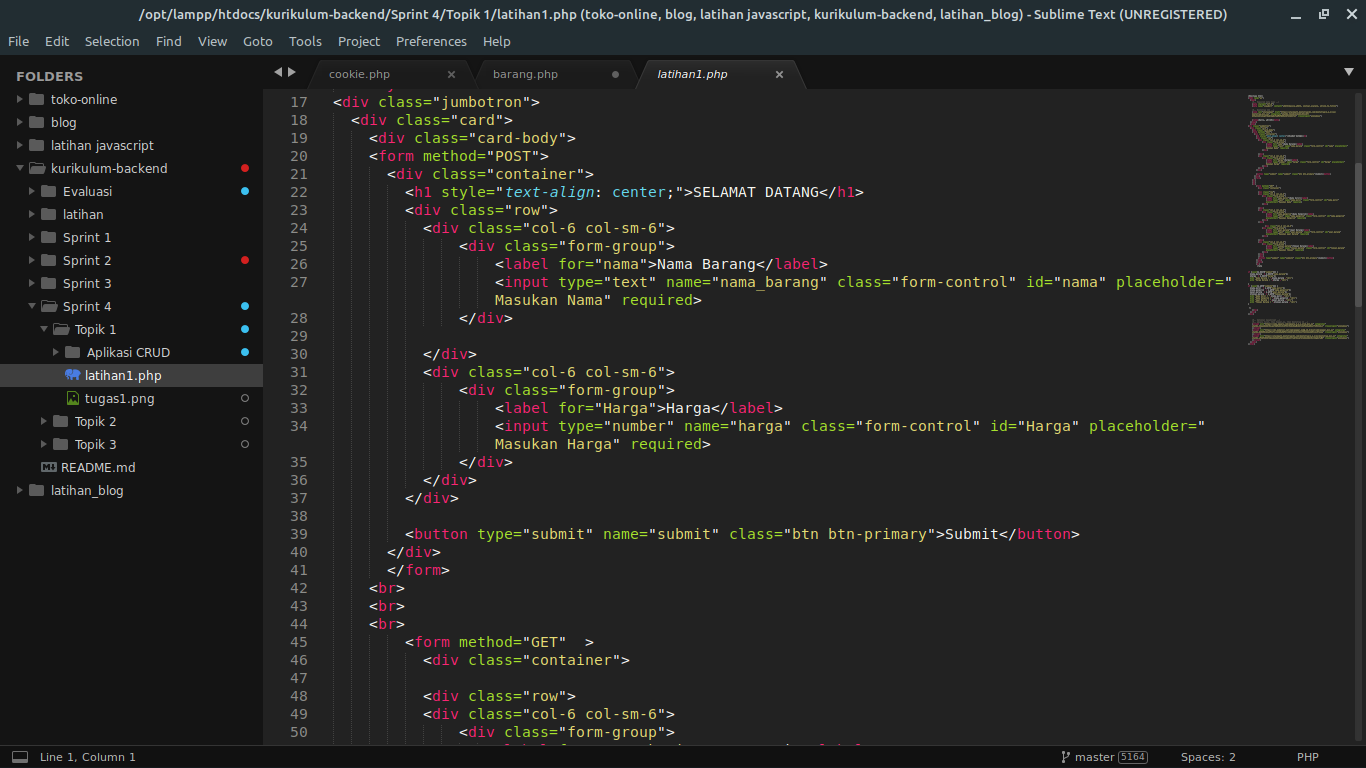 /opt/lampp/htdocs/kurikulum-backend/Sprint 4/Topik 1/latihan1.php (toko-online, blog, latihan javascript, kurikulum-backend, latihan_blog) - Sublime Text (UNREGISTERED)
File Edit Selection Find View Goto Tools Project Preferences Help
FOLDERS
toko-online
blog
latihan javascript
kurikulum-backend
Evaluasi
latihan
Sprint 1
Sprint 2
Sprint 3
Sprint 4
Topik 1
Aplikasi CRUD
latihan1.php
tugas1.png
Topik 2
Topik 3
README.md
latihan_blog
cookie.php barang.php latihan1.php
17 <div class="jumbotron">
18 <div class="card">
19 <div class="card-body">
20 <form method="POST">
21 <div class="container">
22 <h1 style="text-align: center;">SELAMAT DATANG</h1>
23 <div class="row">
24 <div class="col-6 col-sm-6">
25 <div class="form-group">
26 <label for="nama">Nama Barang</label>
27 <input type="text" name="nama_barang" class="form-control" id="nama" placeholder="
Masukan Nama" required>
28 </div>
29
30 </div>
31 <div class="col-6 col-sm-6">
32 <div class="form-group">
33 <label for="Harga">Harga</label>
34 <input type="number" name="harga" class="form-control" id="Harga" placeholder="
Masukan Harga" required>
35 </div>
36 </div>
37 </div>
38
39 <button type="submit" name="submit" class="btn btn-primary">Submit</button>
40 </div>
41 </form>
42 <br>
43 <br>
44 <br>
45 <form method="GET"  >
46 <div class="container">
47
48 <div class="row">
49 <div class="col-6 col-sm-6">
50 <div class="form-group">
Line 1, Column 1 master 5164 Spaces: 2 PHP